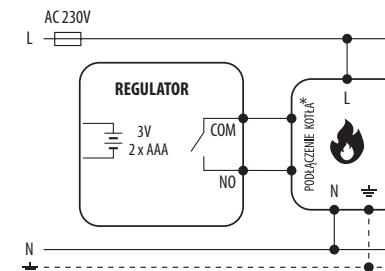 AC 230V
L
REGULATOR
3V
2 x AAA
COM
NO
PODŁĄCZENIE KOTŁA*
L
N
N